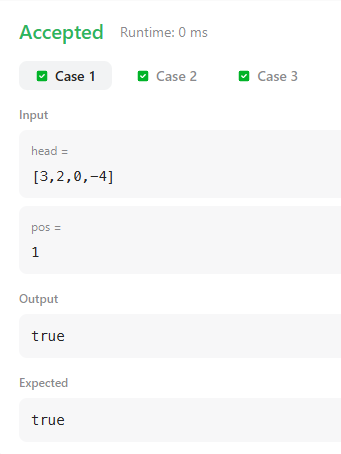 Accepted Runtime: 0 ms
Case 1 Case 2 Case 3
Input
head =
[3,2,0,-4]
pos =
1
Output
true
Expected
true